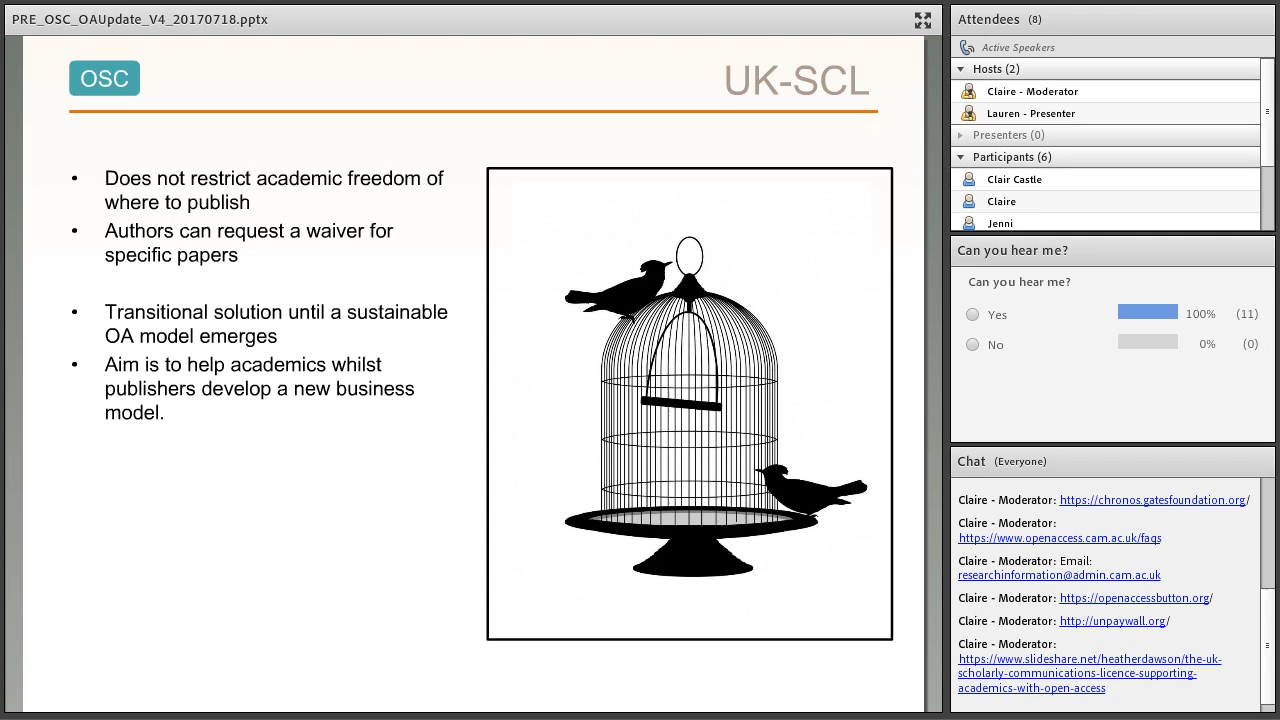 PRE_OSC_OAUpdate_V4_20170718.pptx
OSC
UK-SCL
• Does not restrict academic freedom of
where to publish
• Authors can request a waiver for
specific papers
• Transitional solution until a sustainable
OA model emerges
• Aim is to help academics whilst
publishers develop a new business
model.
Attendees (8)
Active Speakers
Hosts (2)
Claire - Moderator
Lauren - Presenter
Presenters (0)
Participants (6)
Clair Castle
Claire
Jenni
Can you hear me?
Can you hear me?
Yes 100% (11)
No 0% (0)
Chat (Everyone)
Claire - Moderator: https://chronos.gatesfoundation.org/
Claire - Moderator:
https://www.openaccess.cam.ac.uk/faqs
Claire - Moderator: Email:
researchinformation@admin.cam.ac.uk
Claire - Moderator: https://openaccessbutton.org/
Claire - Moderator: http://unpaywall.org/
Claire - Moderator:
https://www.slideshare.net/heatherdawson/the-uk-
scholarly-communications-licence-supporting-
academics-with-open-access